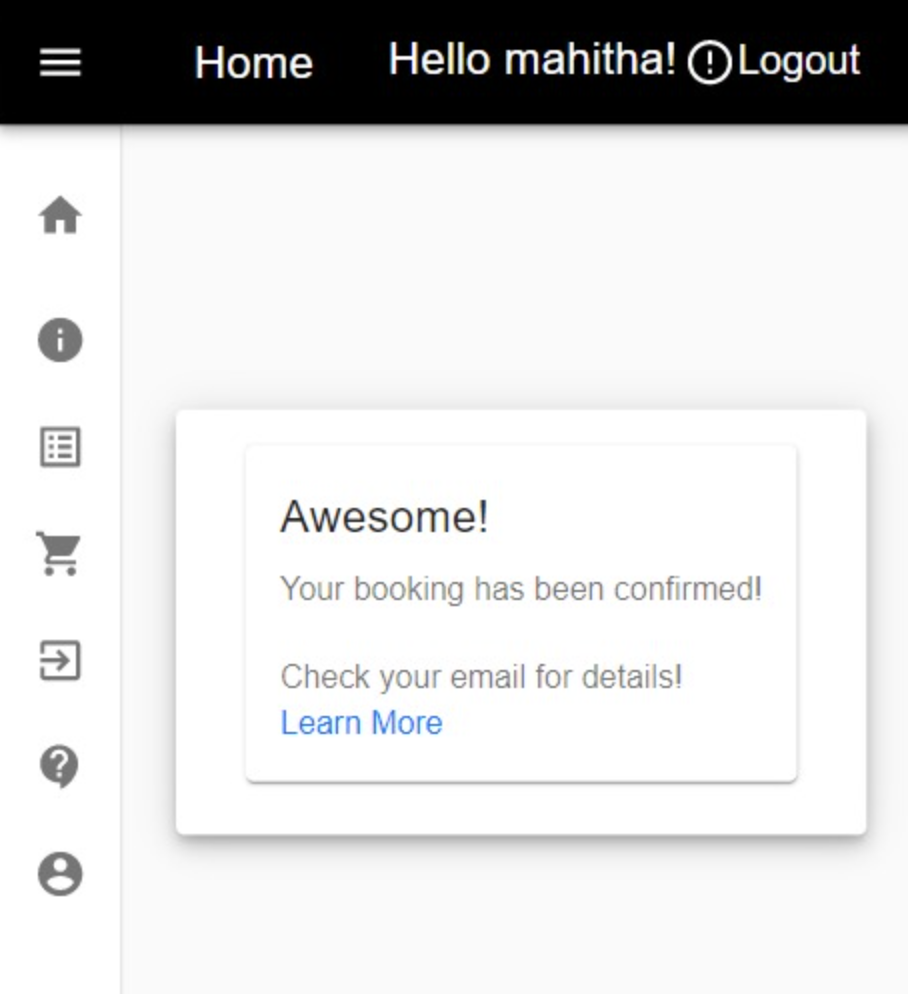 Home Hello mahitha! Logout
Awesome!
Your booking has been confirmed!
Check your email for details!
Learn More